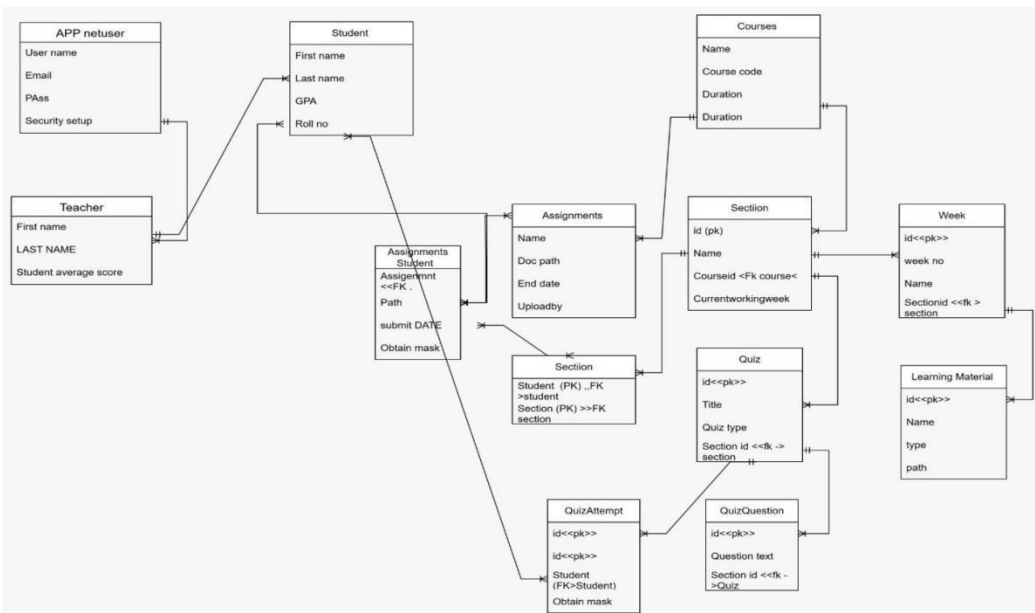 APP netuser
User name
Email
PAss
Security setup
Student
First name
Last name
GPA
Roll no
Courses
Name
Course code
Duration
Duration
Teacher
First name
LAST NAME
Student average score
Assignments
Student
Assigenmnt
<<FK .
Path
submit DATE
Obtain mask
Assignments
Name
Doc path
End date
Uploadby
Sectiion
id (pk)
Name
Courseid <Fk course<
Currentworkingweek
Week
id<<pk>>
week no
Name
Sectionid <<fk >
section
Sectiion
Student (PK) ,,FK
>student
Section (PK) >>FK
section
Quiz
id<<pk>>
Title
Quiz type
Section id <<fk ->
section
Learning Material
id<<pk>>
Name
type
path
QuizAttempt
id<<pk>>
id<<pk>>
Student
(FK>Student)
Obtain mask
QuizQuestion
id<<pk>>
Question text
Section id <<fk -
>Quiz